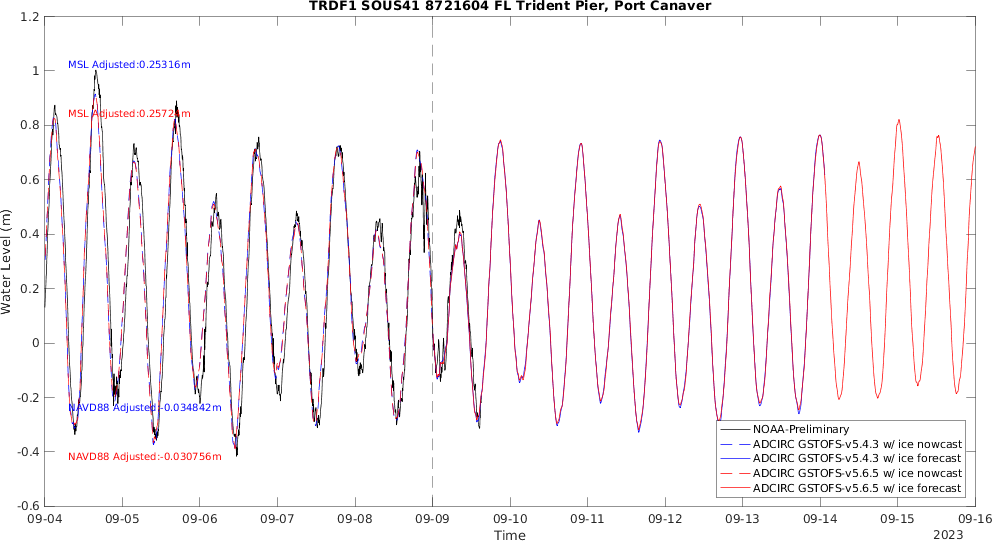 TRDF1 SOUS41 8721604 FL Trident Pier, Port Canaver
1.2
1
0.8
0.6
0.4
0.2
0
-0.2
-0.4
-0.6
Water Level (m)
MSL Adjusted:0.25316m
MSL Adjusted:0.2572 m
NAVD88 Adjusted:-0.034842m
NAVD88 Adjusted:-0.030756m
NOAA-Preliminary
ADCIRC GSTOFS-v5.4.3 w/ ice nowcast
ADCIRC GSTOFS-v5.4.3 w/ ice forecast
ADCIRC GSTOFS-v5.6.5 w/ ice nowcast
ADCIRC GSTOFS-v5.6.5 w/ ice forecast
09-04 09-05 09-06 09-07 09-08 09-09 09-10 09-11 09-12 09-13 09-14 09-15 09-16
Time
2023